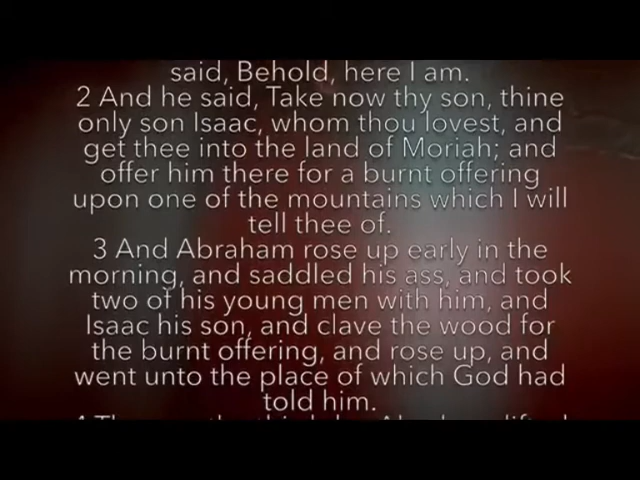 said, Behold, here I am.
2 And he said, Take now thy son, thine
only son Isaac, whom thou lovest, and
get thee into the land of Moriah; and
offer him there for a burnt offering
upon one of the mountains which I will
tell thee of.
3 And Abraham rose up early in the
morning, and saddled his ass, and took
two of his young men with him, and
Isaac his son, and clave the wood for
the burnt offering, and rose up, and
went unto the place of which God had
told him.